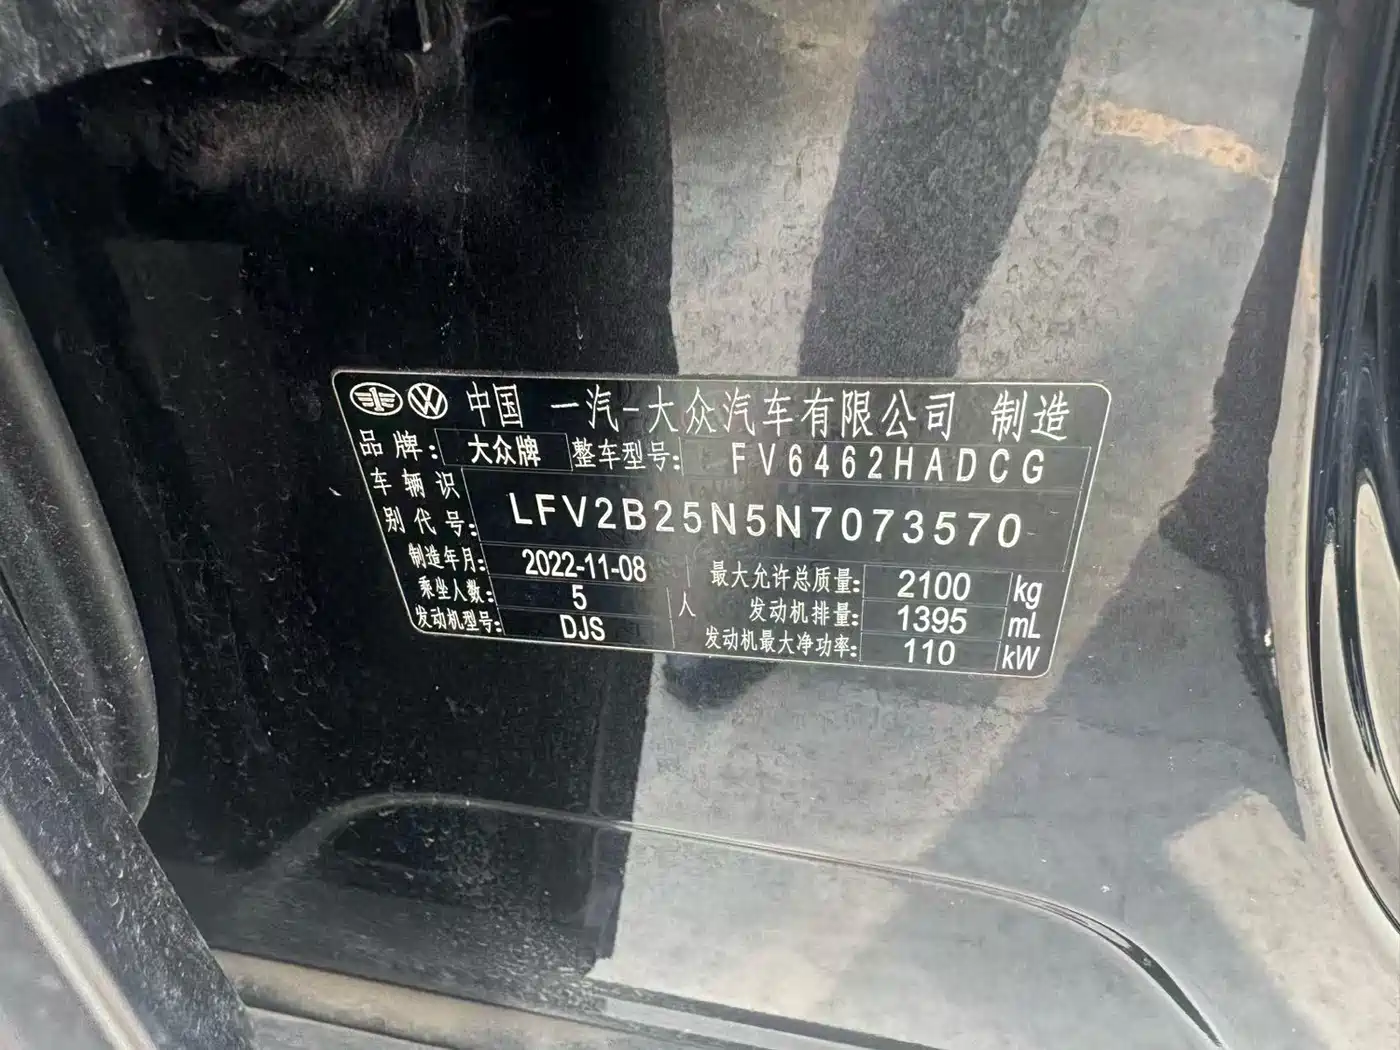 中国 一汽-大众汽车有限公司 制造
品牌: 大众牌 整车型号: FV6462HADCG
车辆识别代号: LFV2B25N5N7073570
制造年月: 2022-11-08 最大允许总质量: 2100 kg
乘坐人数: 5 人 发动机排量: 1395 mL
发动机型号: DJS 发动机最大净功率: 110 kW